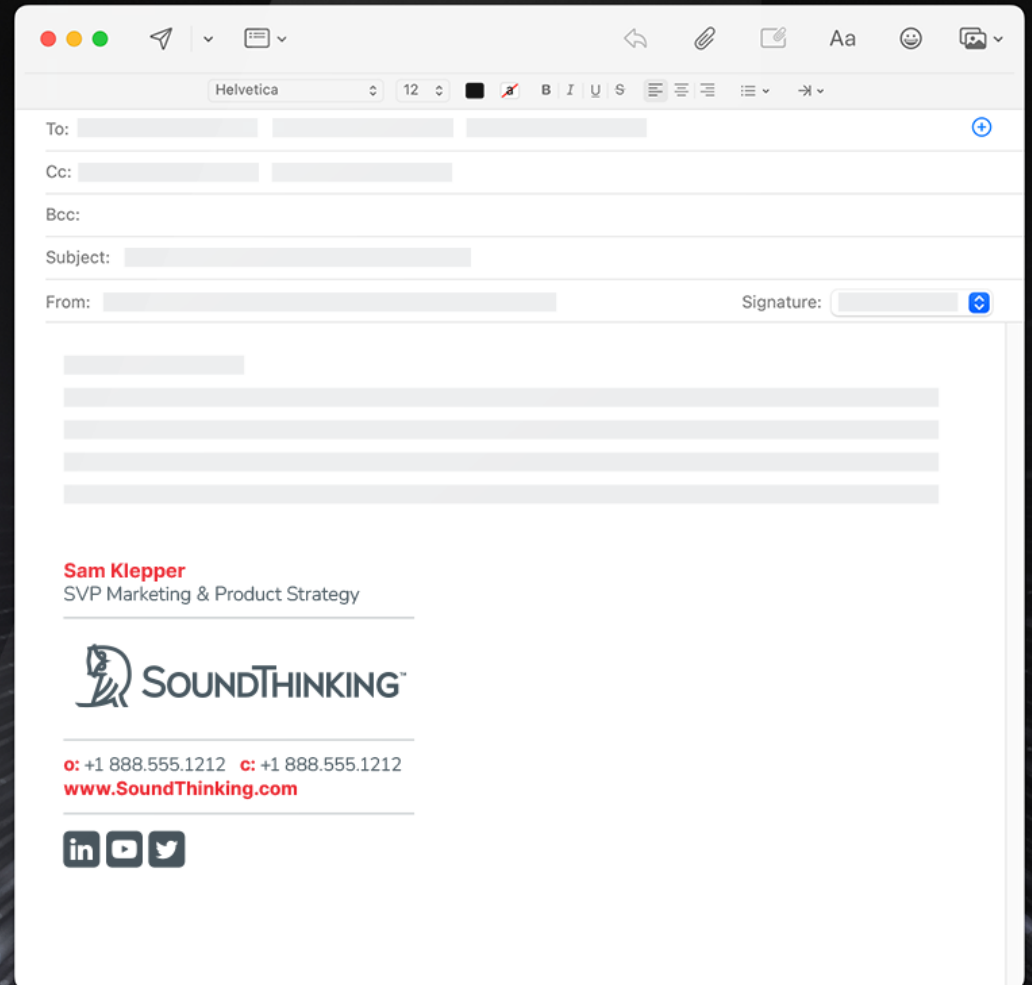 Aa
Helvetica 12 a B I U S
To:
Cc:
Bcc:
Subject:
From: Signature:
Sam Klepper
SVP Marketing & Product Strategy
SOUNDTHINKING™
o: +1 888.555.1212 c: +1 888.555.1212
www.SoundThinking.com
in